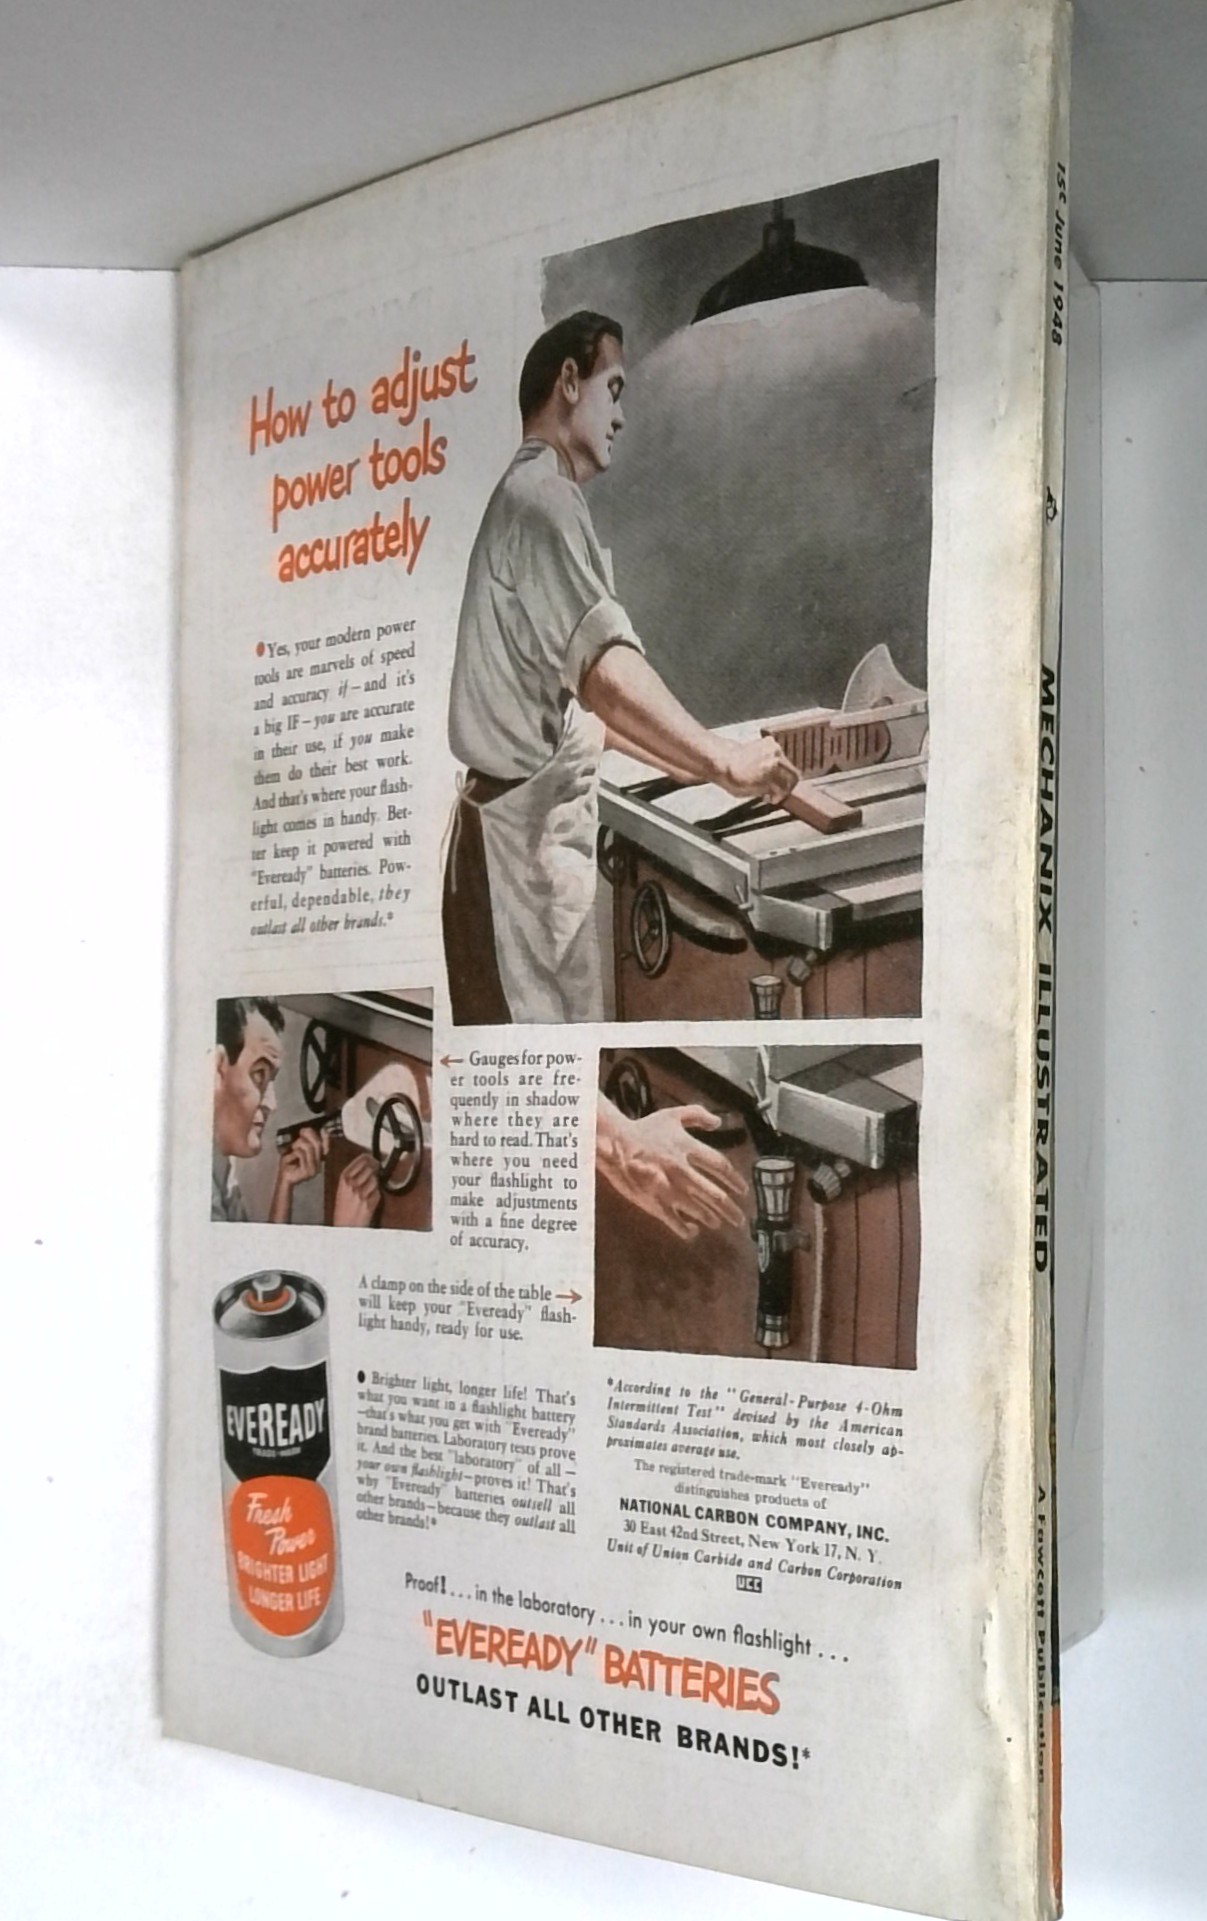 How to adjust
power tools
accurately
•Yes, your modern power
tools are marvels of speed
and accuracy if—and it's
a big IF—you are accurate
in their use, if you make
them do their best work.
And that's where your flash-
light comes in handy. Bet-
ter keep it powered with
"Eveready" batteries. Pow-
erful, dependable, they
outlast all other brands.*
← Gauges for pow-
er tools are fre-
quently in shadow
where they are
hard to read. That's
where you need
your flashlight to
make adjustments
with a fine degree
of accuracy.
A clamp on the side of the table →
will keep your "Eveready" flash-
light handy, ready for use.
EVEREADY
TRADE-MARK
Fresh
Power
BRIGHTER LIGHT
LONGER LIFE
• Brighter light, longer life! That's
what you want in a flashlight battery
—that's what you get with "Eveready"
brand batteries. Laboratory tests prove
it. And the best "laboratory" of all—
your own flashlight—proves it! That's
why "Eveready" batteries outsell all
other brands—because they outlast all
other brands!*
*According to the "General-Purpose 4-Ohm
Intermittent Test" devised by the American
Standards Association, which most closely ap-
proximates average use.
The registered trade-mark "Eveready"
distinguishes products of
NATIONAL CARBON COMPANY, INC.
30 East 42nd Street, New York 17, N. Y.
Unit of Union Carbide and Carbon Corporation
UCC
Proof! . . . in the laboratory . . . in your own flashlight . . .
"EVEREADY" BATTERIES
OUTLAST ALL OTHER BRANDS!*
15¢ June 1948
MECHANIX ILLUSTRATED
A Fawcett Publication